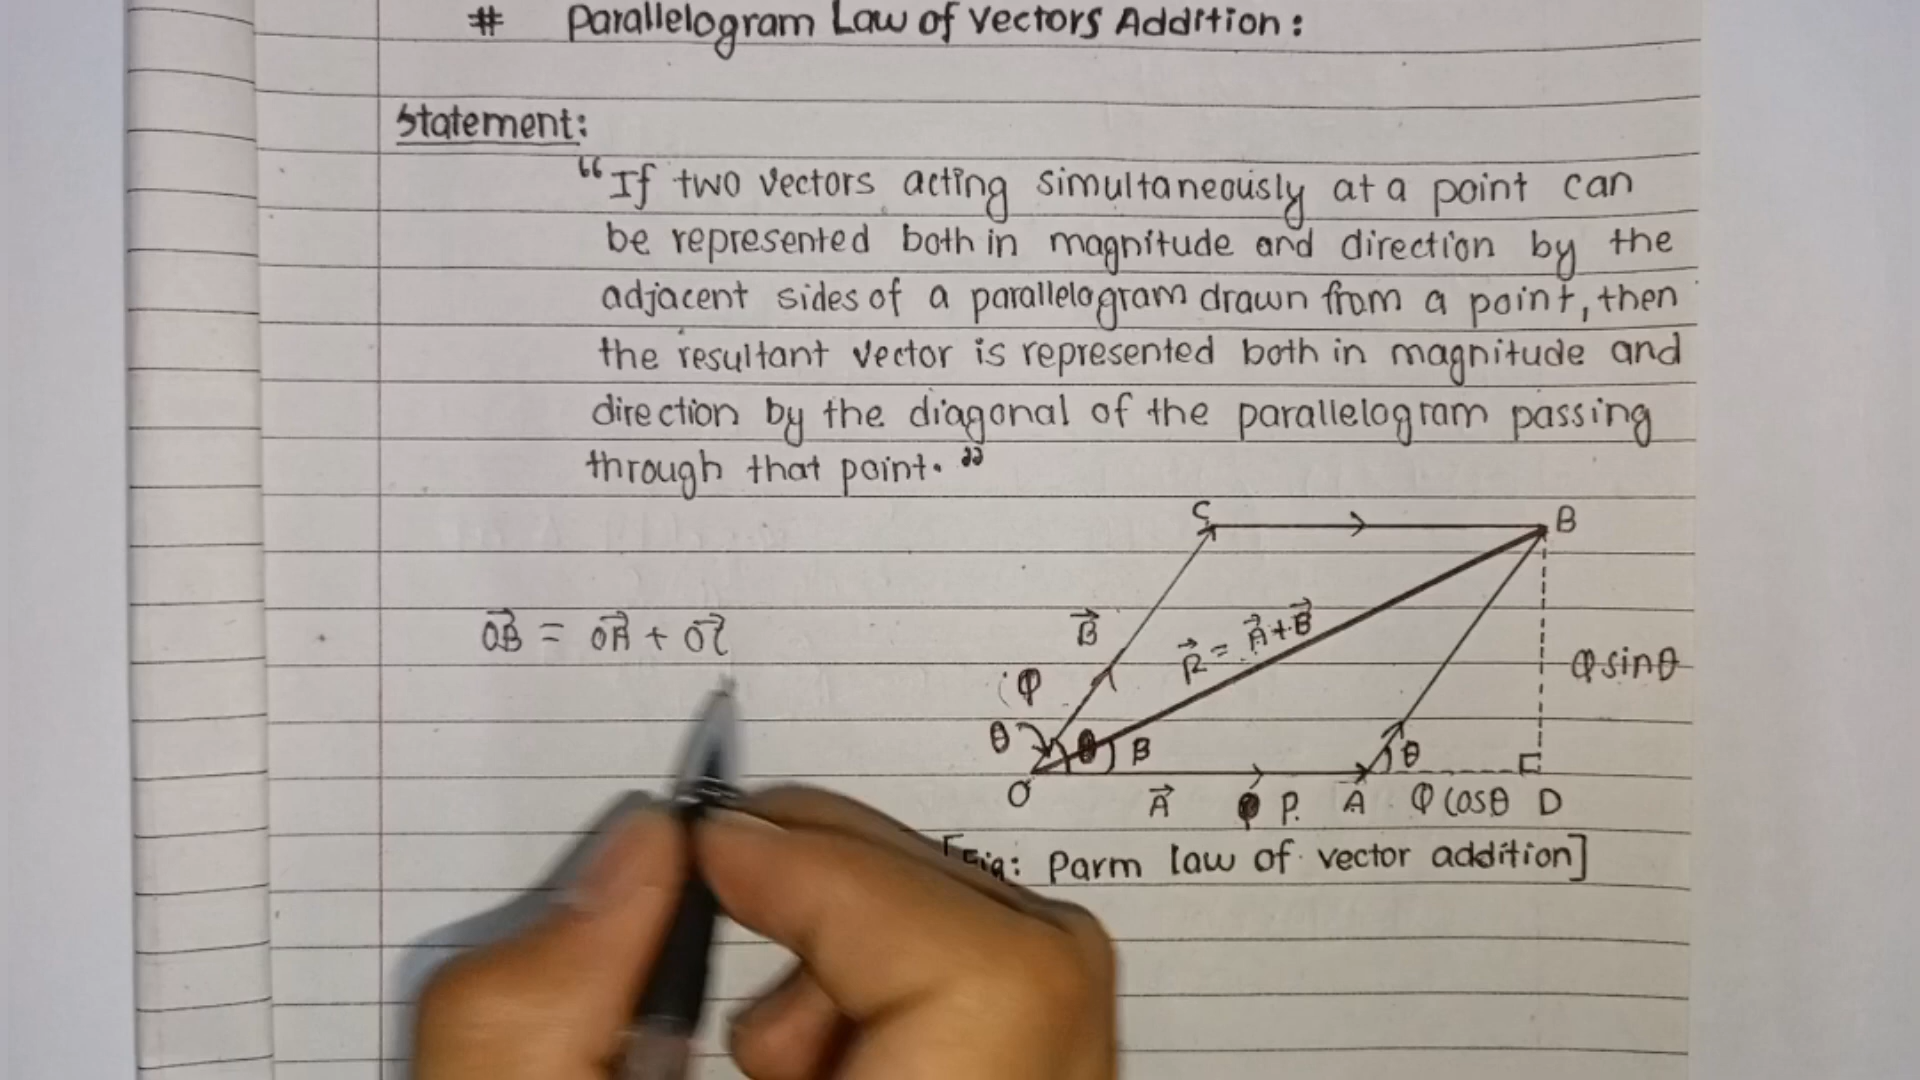 # Parallelogram Law of Vectors Addition:
Statement:
“If two vectors acting simultaneously at a point can
be represented both in magnitude and direction by the
adjacent sides of a parallelogram drawn from a point, then
the resultant vector is represented both in magnitude and
direction by the diagonal of the parallelogram passing
through that point.”
C
B
O⃗B = O⃗A + O⃗C
B⃗
R⃗ = A⃗+B⃗
Q sinθ
Q
θ
θ
B
θ
O
A⃗
P.
A
Q cosθ
D
[Fig: Parm law of vector addition]